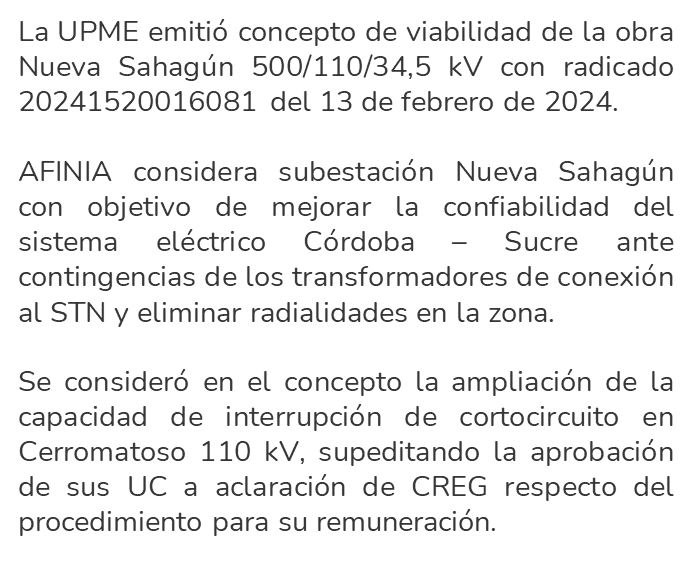 La UPME emitió concepto de viabilidad de la obra
Nueva Sahagún 500/110/34,5 kV con radicado
20241520016081 del 13 de febrero de 2024.
AFINIA considera subestación Nueva Sahagún
con objetivo de mejorar la confiabilidad del
sistema eléctrico Córdoba – Sucre ante
contingencias de los transformadores de conexión
al STN y eliminar radialidades en la zona.
Se consideró en el concepto la ampliación de la
capacidad de interrupción de cortocircuito en
Cerromatoso 110 kV, supeditando la aprobación
de sus UC a aclaración de CREG respecto del
procedimiento para su remuneración.